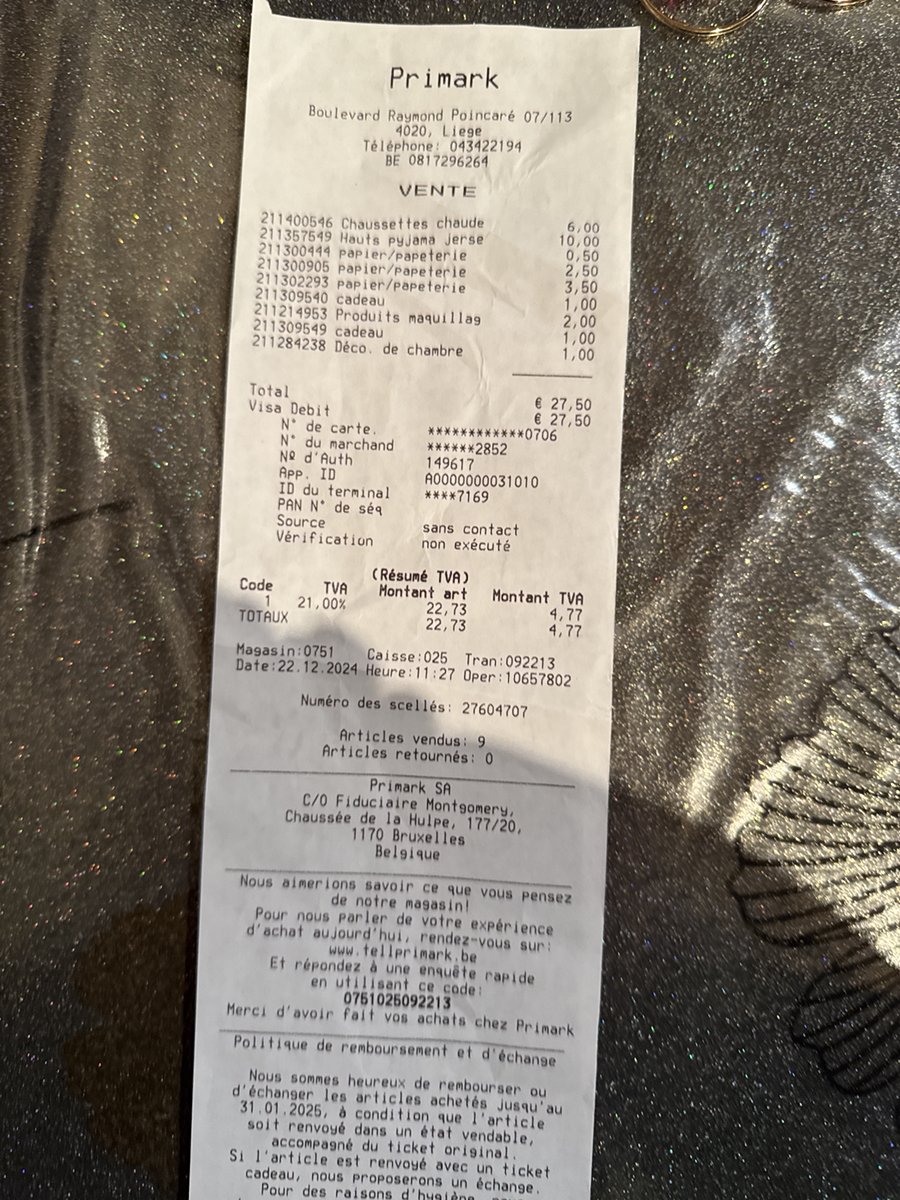 Primark
Boulevard Raymond Poincaré 07/113
4020, Liege
Téléphone: 043422194
BE 0817296264
VENTE
211400546 Chaussettes chaude 6,00
211357549 Hauts pyjama jerse 10,00
211300444 papier/papeterie 0,50
211300905 papier/papeterie 2,50
211302293 papier/papeterie 3,50
211309540 cadeau 1,00
211214953 Produits maquillag 2,00
211309549 cadeau 1,00
211284238 Déco. de chambre 1,00
Total € 27,50
Visa Debit € 27,50
N° de carte. ************0706
N° du marchand ******2852
Nº d'Auth 149617
App. ID A0000000031010
ID du terminal ****7169
PAN N° de séq
Source sans contact
Vérification non exécuté
(Résumé TVA)
Code TVA Montant art Montant TVA
1 21,00% 22,73 4,77
TOTAUX 22,73 4,77
Magasin:0751 Caisse:025 Tran:092213
Date:22.12.2024 Heure:11:27 Oper:10657802
Numéro des scellés: 27604707
Articles vendus: 9
Articles retournés: 0
Primark SA
C/O Fiduciaire Montgomery,
Chaussée de la Hulpe, 177/20,
1170 Bruxelles
Belgique
Nous aimerions savoir ce que vous pensez
de notre magasin!
Pour nous parler de votre expérience
d'achat aujourd'hui, rendez-vous sur:
www.tellprimark.be
Et répondez à une enquête rapide
en utilisant ce code:
0751025092213
Merci d'avoir fait vos achats chez Primark
Politique de remboursement et d'échange
Nous sommes heureux de rembourser ou
d'échanger les articles achetés jusqu'au
31.01.2025, à condition que l'article
soit renvoyé dans un état vendable,
accompagné du ticket original.
Si l'article est renvoyé avec un ticket
cadeau, nous proposerons un échange.
Pour des raisons d'hygiène,